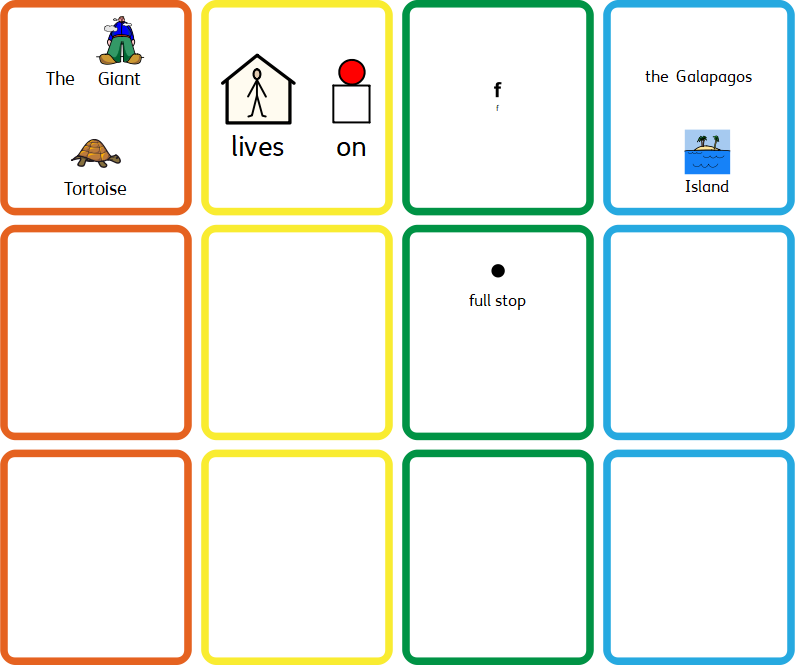 The Giant
Tortoise
lives on
f
f
the Galapagos
Island
full stop